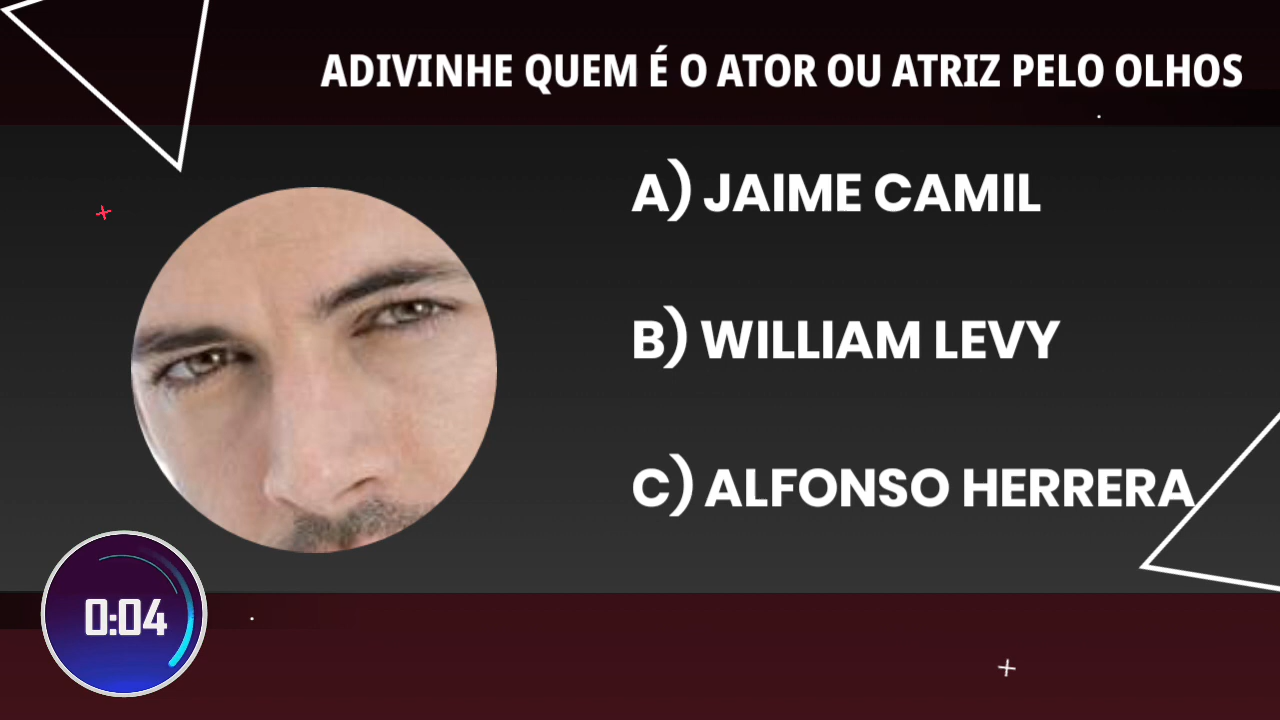 ADIVINHE QUEM É O ATOR OU ATRIZ PELO OLHOS
A) JAIME CAMIL
B) WILLIAM LEVY
C) ALFONSO HERRERA
0:04